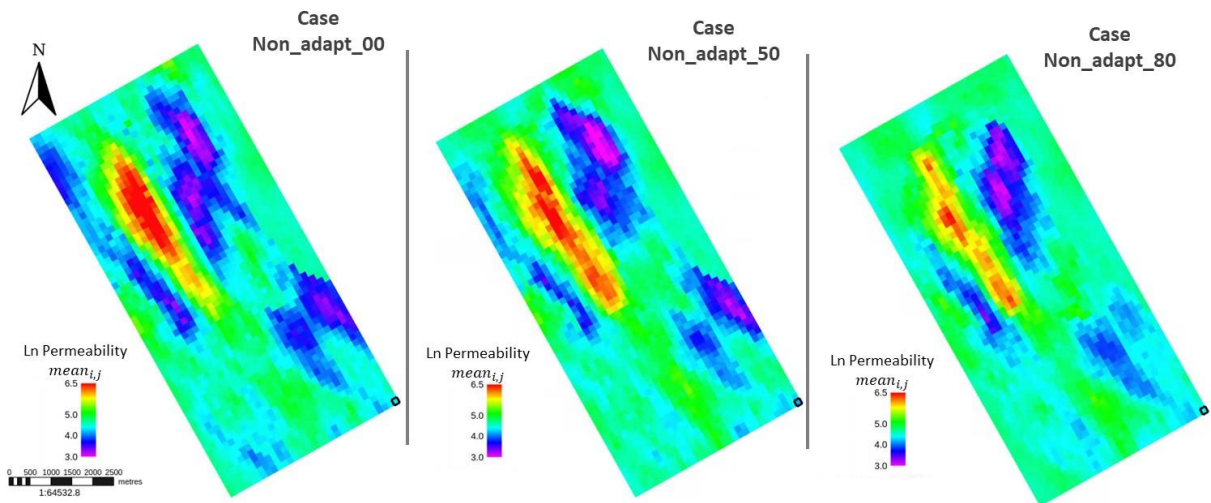 N
Case
Non_adapt_00
Ln Permeability
mean_{i,j}
6.5
5.0
4.0
3.0
0 500 1000 1500 2000 2500
metres
1:64532.8
Case
Non_adapt_50
Ln Permeability
mean_{i,j}
6.5
5.0
4.0
3.0
Case
Non_adapt_80
Ln Permeability
mean_{i,j}
6.5
5.0
4.0
3.0